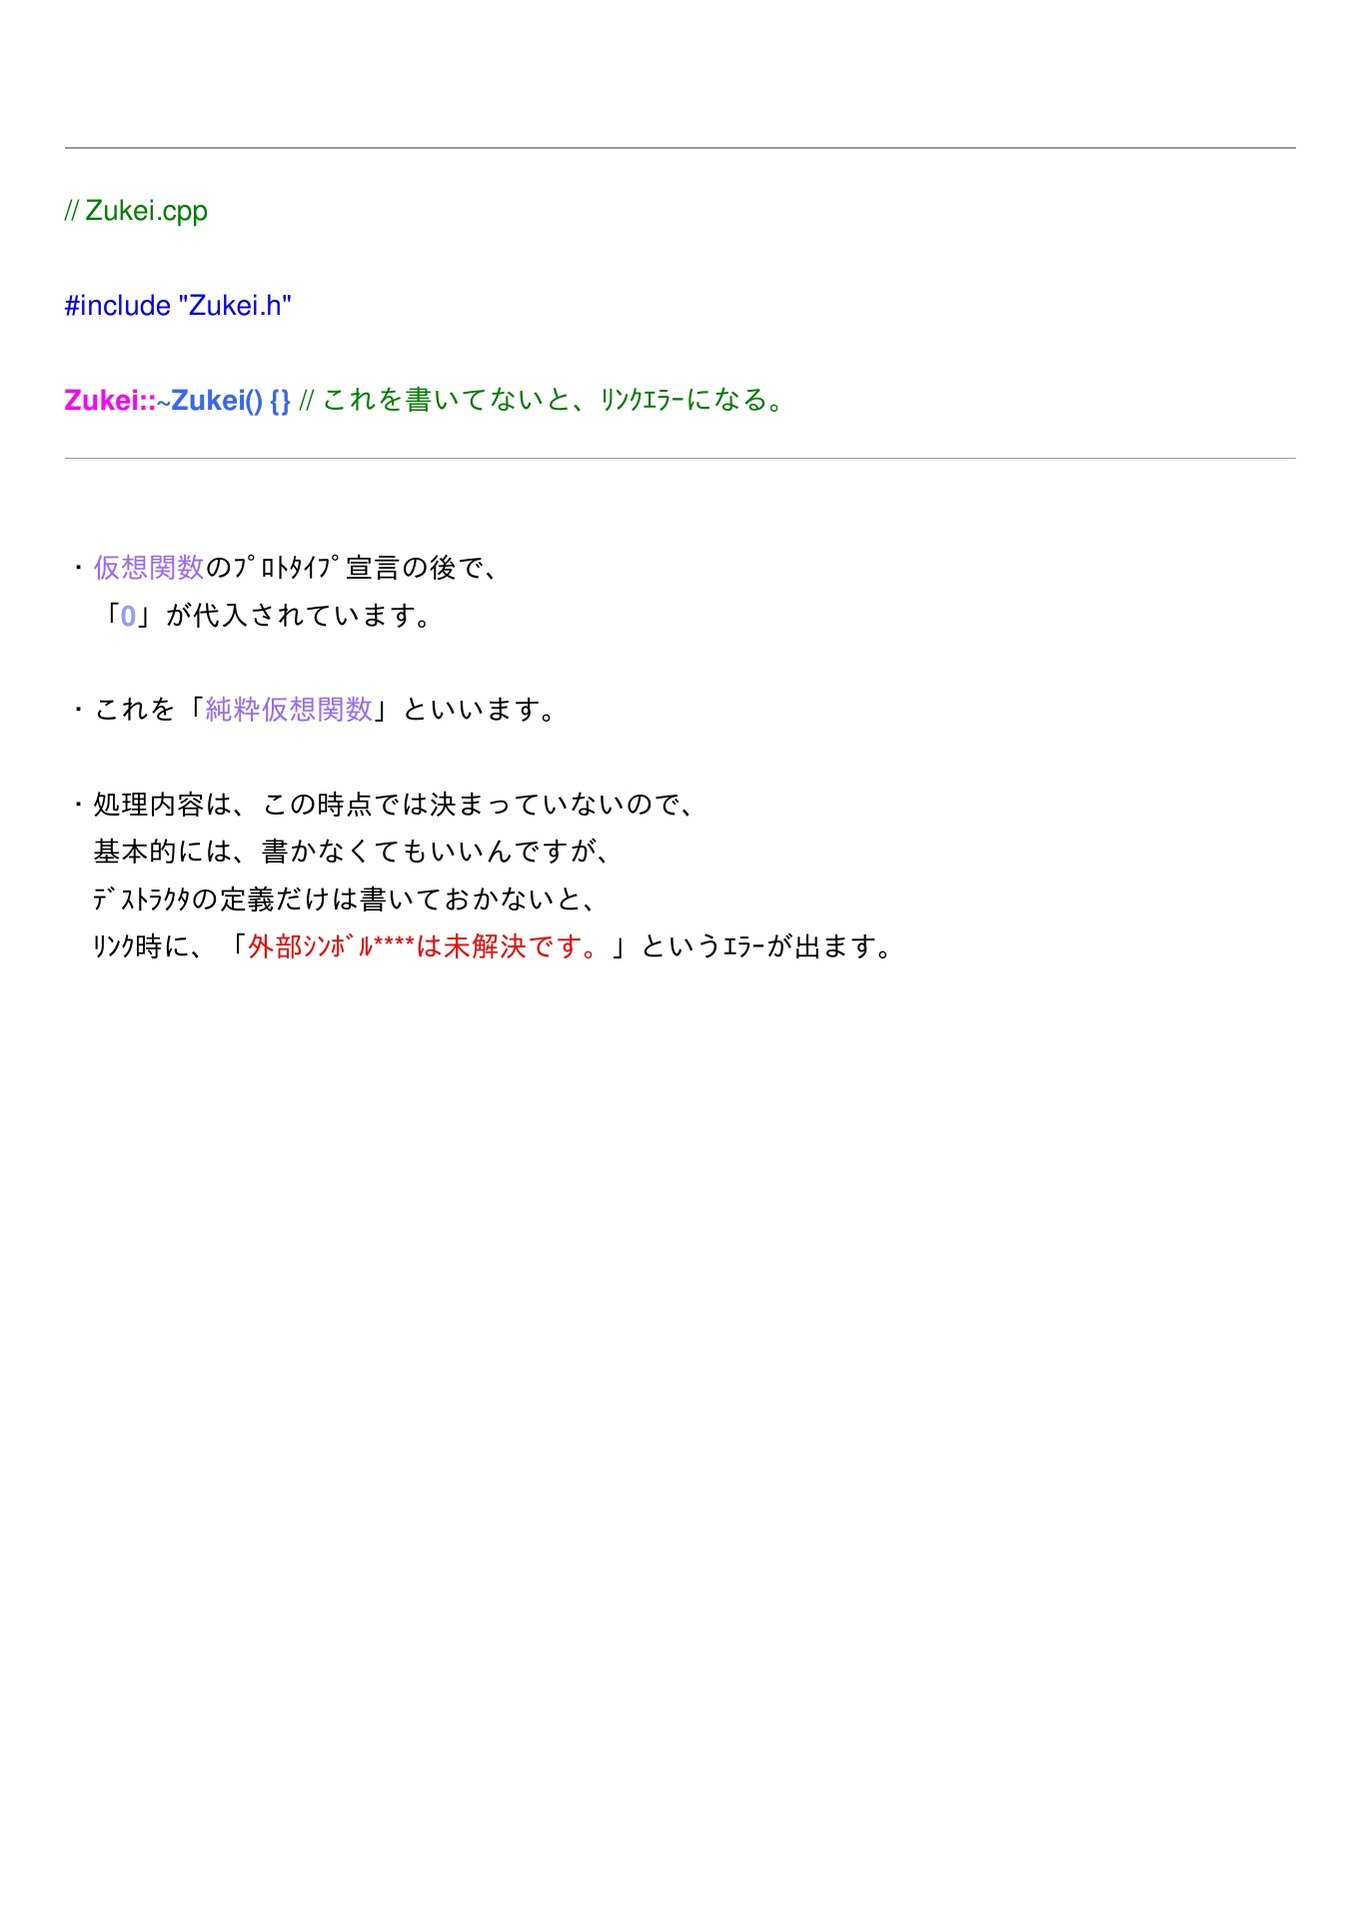 // Zukei.cpp
#include "Zukei.h"
Zukei::~Zukei() {} // これを書いてないと、ﾘﾝｸｴﾗｰになる。
・仮想関数のﾌﾟﾛﾄﾀｲﾌﾟ宣言の後で、
「0」が代入されています。
・これを「純粋仮想関数」といいます。
・処理内容は、この時点では決まっていないので、
基本的には、書かなくてもいいんですが、
ﾃﾞｽﾄﾗｸﾀの定義だけは書いておかないと、
ﾘﾝｸ時に、「外部ｼﾝﾎﾞﾙ****は未解決です。」というｴﾗｰが出ます。